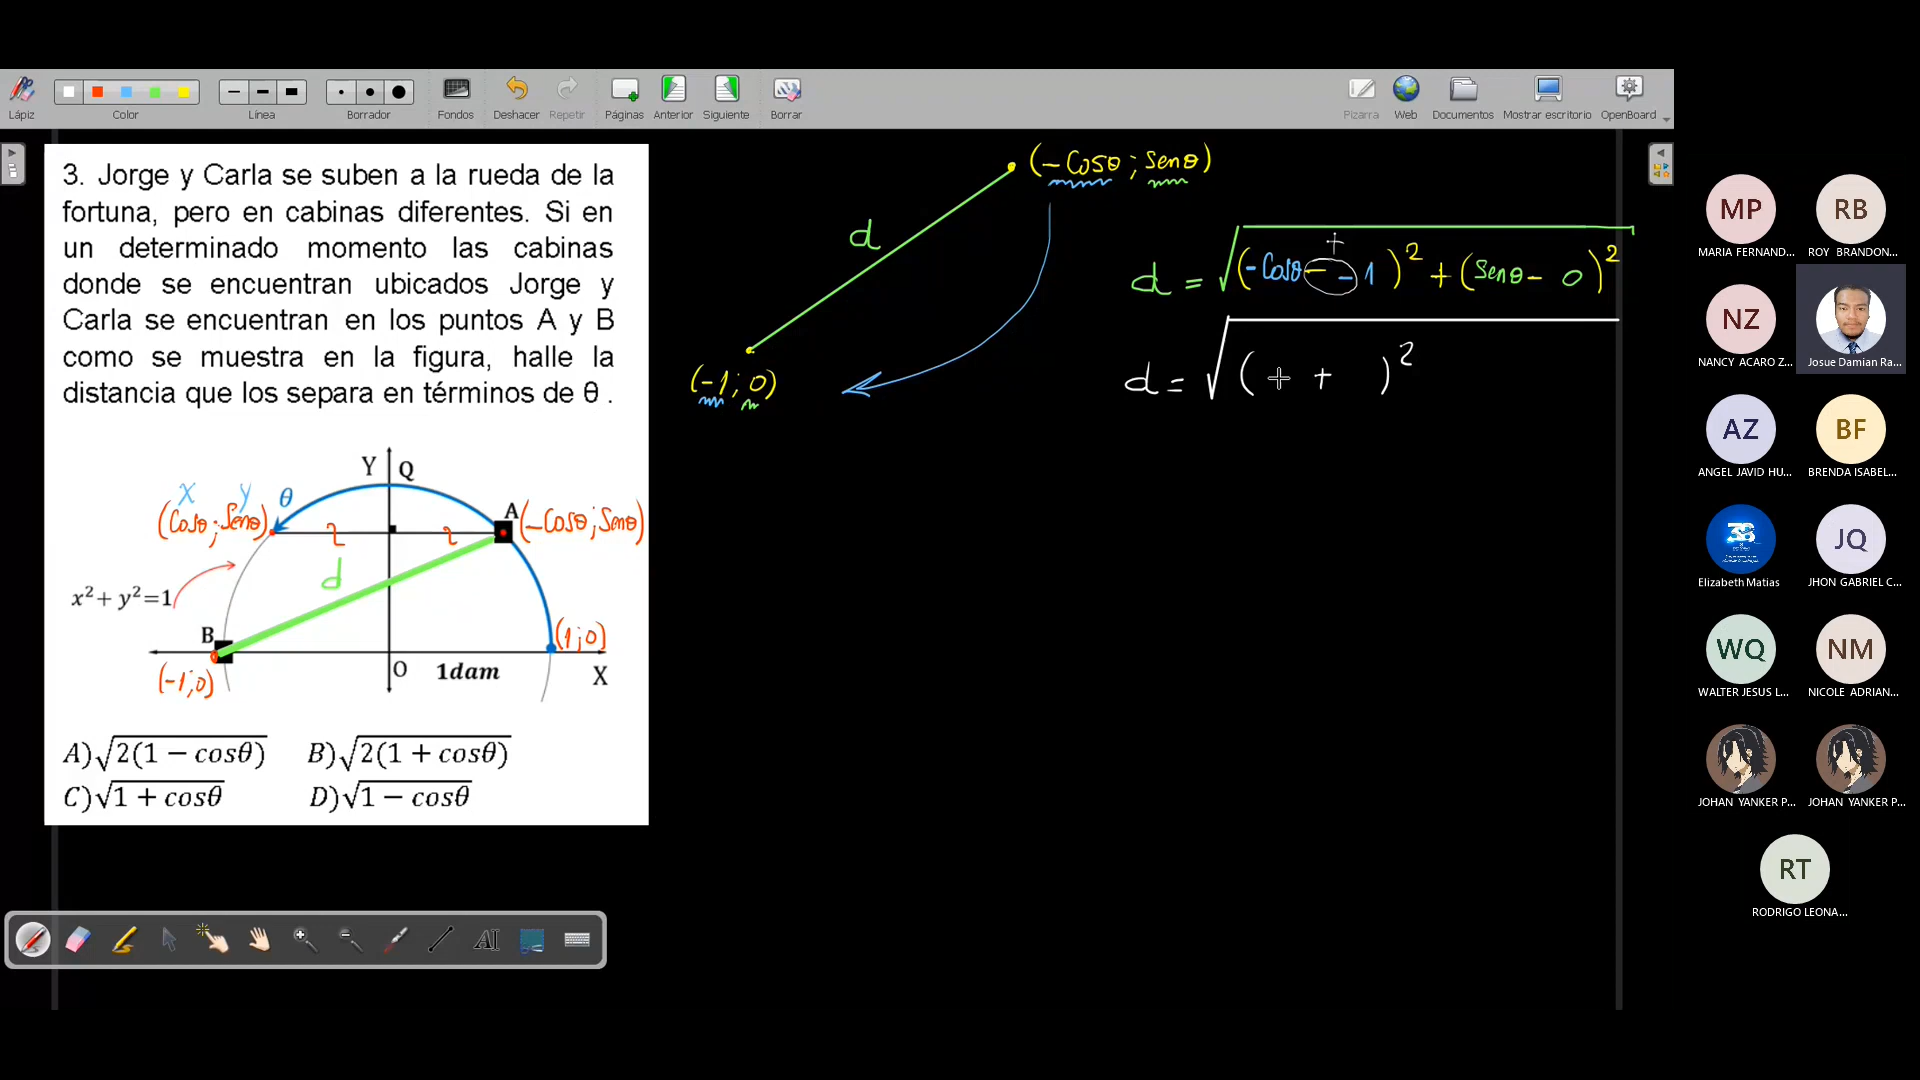 Lápiz
Color
Línea
Borrador
Fondos
Deshacer
Repetir
Páginas
Anterior
Siguiente
Borrar
Pizarra
Web
Documentos
Mostrar escritorio
OpenBoard
3. Jorge y Carla se suben a la rueda de la
fortuna, pero en cabinas diferentes. Si en
un determinado momento las cabinas
donde se encuentran ubicados Jorge y
Carla se encuentran en los puntos A y B
como se muestra en la figura, halle la
distancia que los separa en términos de θ .
Y Q
x y θ
(Cosθ; Senθ)
A (-Cosθ; Senθ)
d
x²+ y²=1
B
(1;0)
(-1;0)
O 1dam X
A)√2(1 − cosθ) B)√2(1 + cosθ)
C)√1 + cosθ D)√1 − cosθ
(-Cosθ; Senθ)
d
(-1; 0)
+
d = √(-Cosθ - -1)² + (Senθ - 0)²
d = √( + )²
MP
MARIA FERNAND...
RB
ROY BRANDON...
NZ
NANCY ACARO Z...
Josue Damian Ra...
AZ
ANGEL JAVID HU...
BF
BRENDA ISABEL...
38
Elizabeth Matias
JQ
JHON GABRIEL C...
WQ
WALTER JESUS L...
NM
NICOLE ADRIAN...
JOHAN YANKER P...
JOHAN YANKER P...
RT
RODRIGO LEONA...
AI